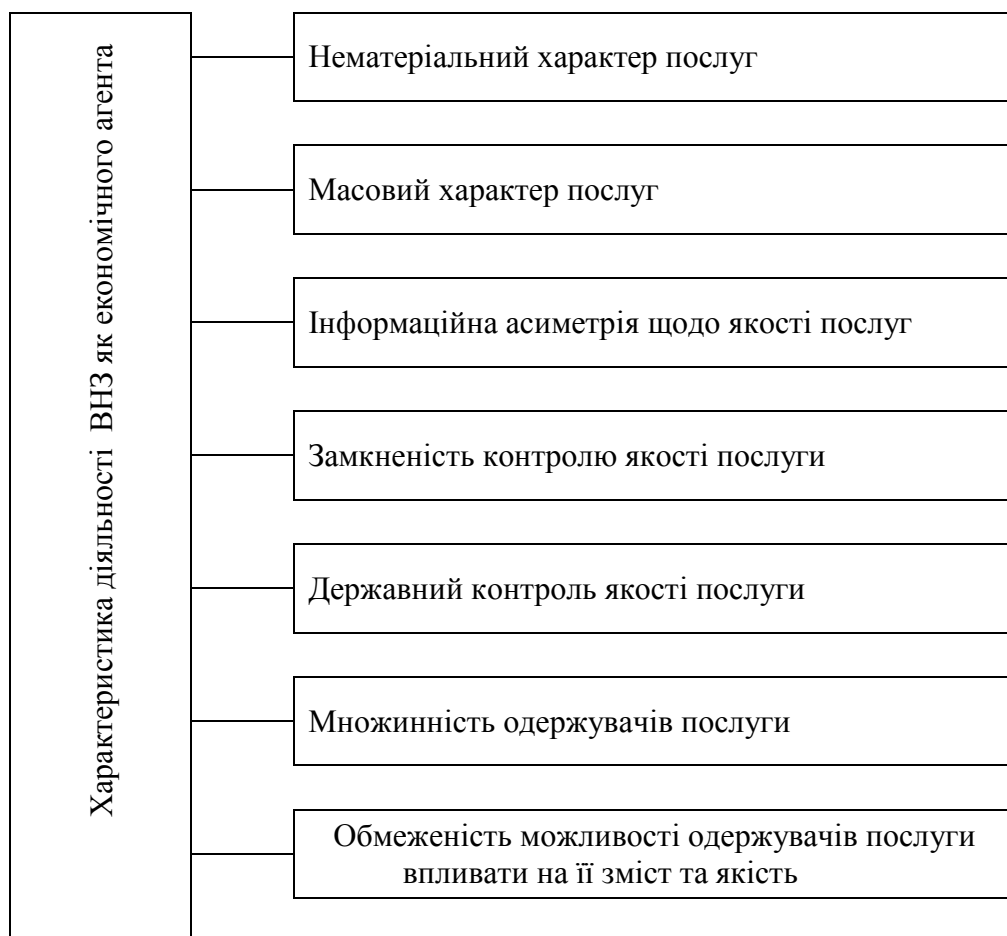 Характеристика діяльності ВНЗ як економічного агента
Нематеріальний характер послуг
Масовий характер послуг
Інформаційна асиметрія щодо якості послуг
Замкненість контролю якості послуги
Державний контроль якості послуги
Множинність одержувачів послуги
Обмеженість можливості одержувачів послуги
впливати на її зміст та якість